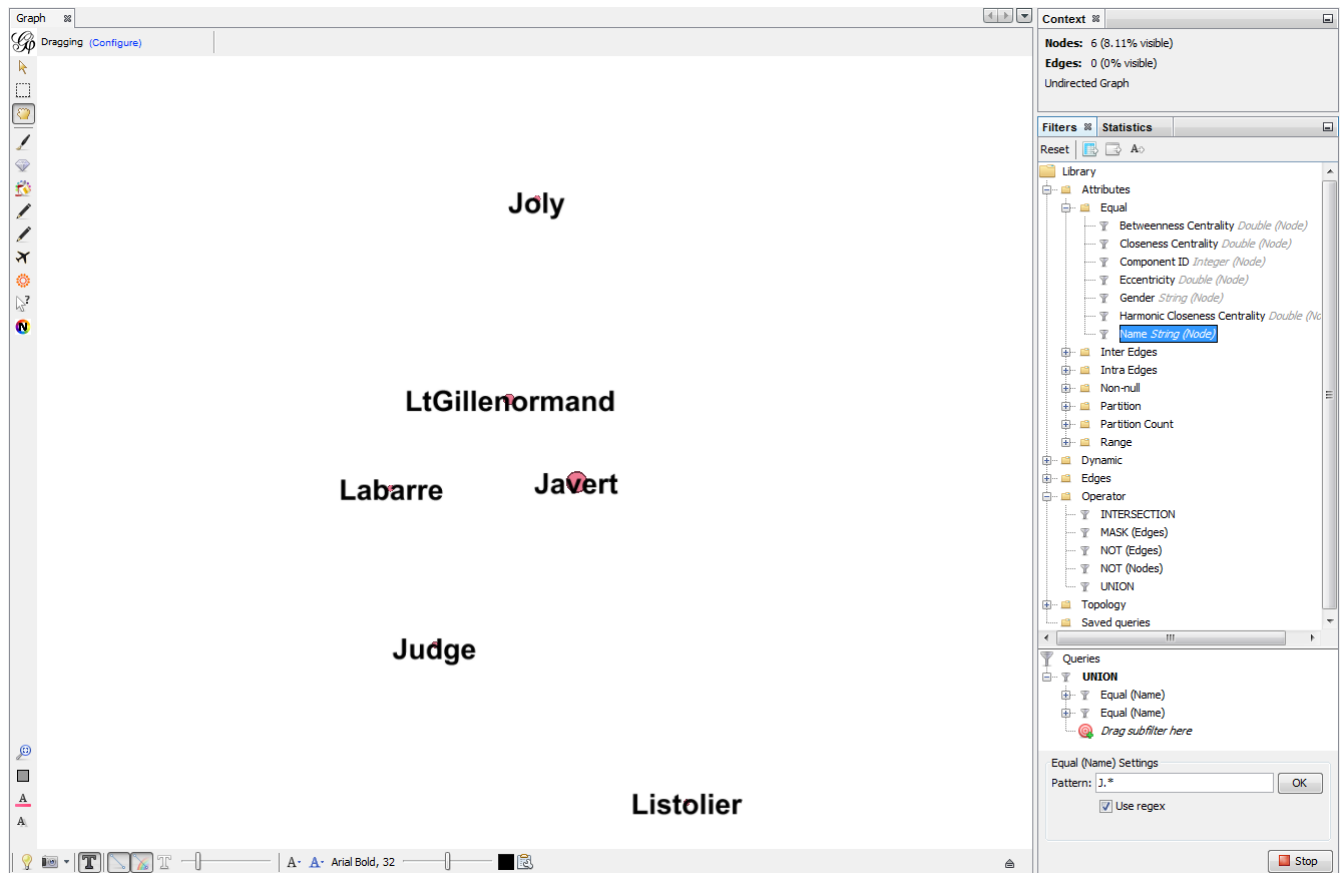 Graph
Dragging (Configure)
Joly
LtGillenormand
Javert
Labarre
Judge
Listolier
T
T
A- A- Arial Bold, 32
Context
Nodes: 6 (8.11% visible)
Edges: 0 (0% visible)
Undirected Graph
Filters Statistics
Reset
Library
Attributes
Equal
Betweenness Centrality Double (Node)
Closeness Centrality Double (Node)
Component ID Integer (Node)
Eccentricity Double (Node)
Gender String (Node)
Harmonic Closeness Centrality Double (No
Name String (Node)
Inter Edges
Intra Edges
Non-null
Partition
Partition Count
Range
Dynamic
Edges
Operator
INTERSECTION
MASK (Edges)
NOT (Edges)
NOT (Nodes)
UNION
Topology
Saved queries
Queries
UNION
Equal (Name)
Equal (Name)
Drag subfilter here
Equal (Name) Settings
Pattern: J.* OK
Use regex
Stop